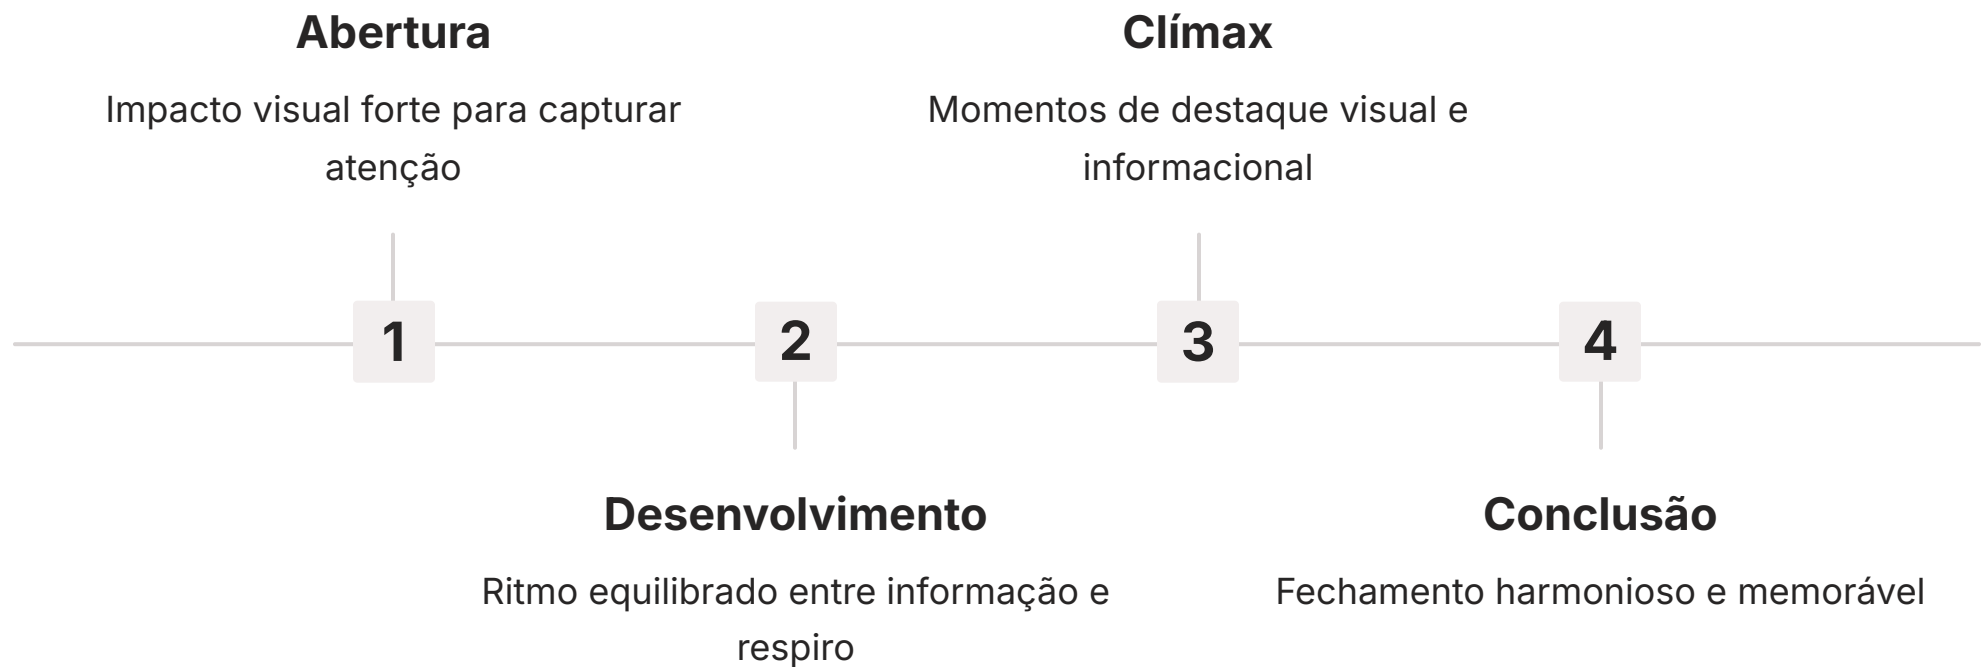 Abertura
Impacto visual forte para capturar
atenção
Clímax
Momentos de destaque visual e
informacional
1
2
3
4
Desenvolvimento
Ritmo equilibrado entre informação e
respiro
Conclusão
Fechamento harmonioso e memorável